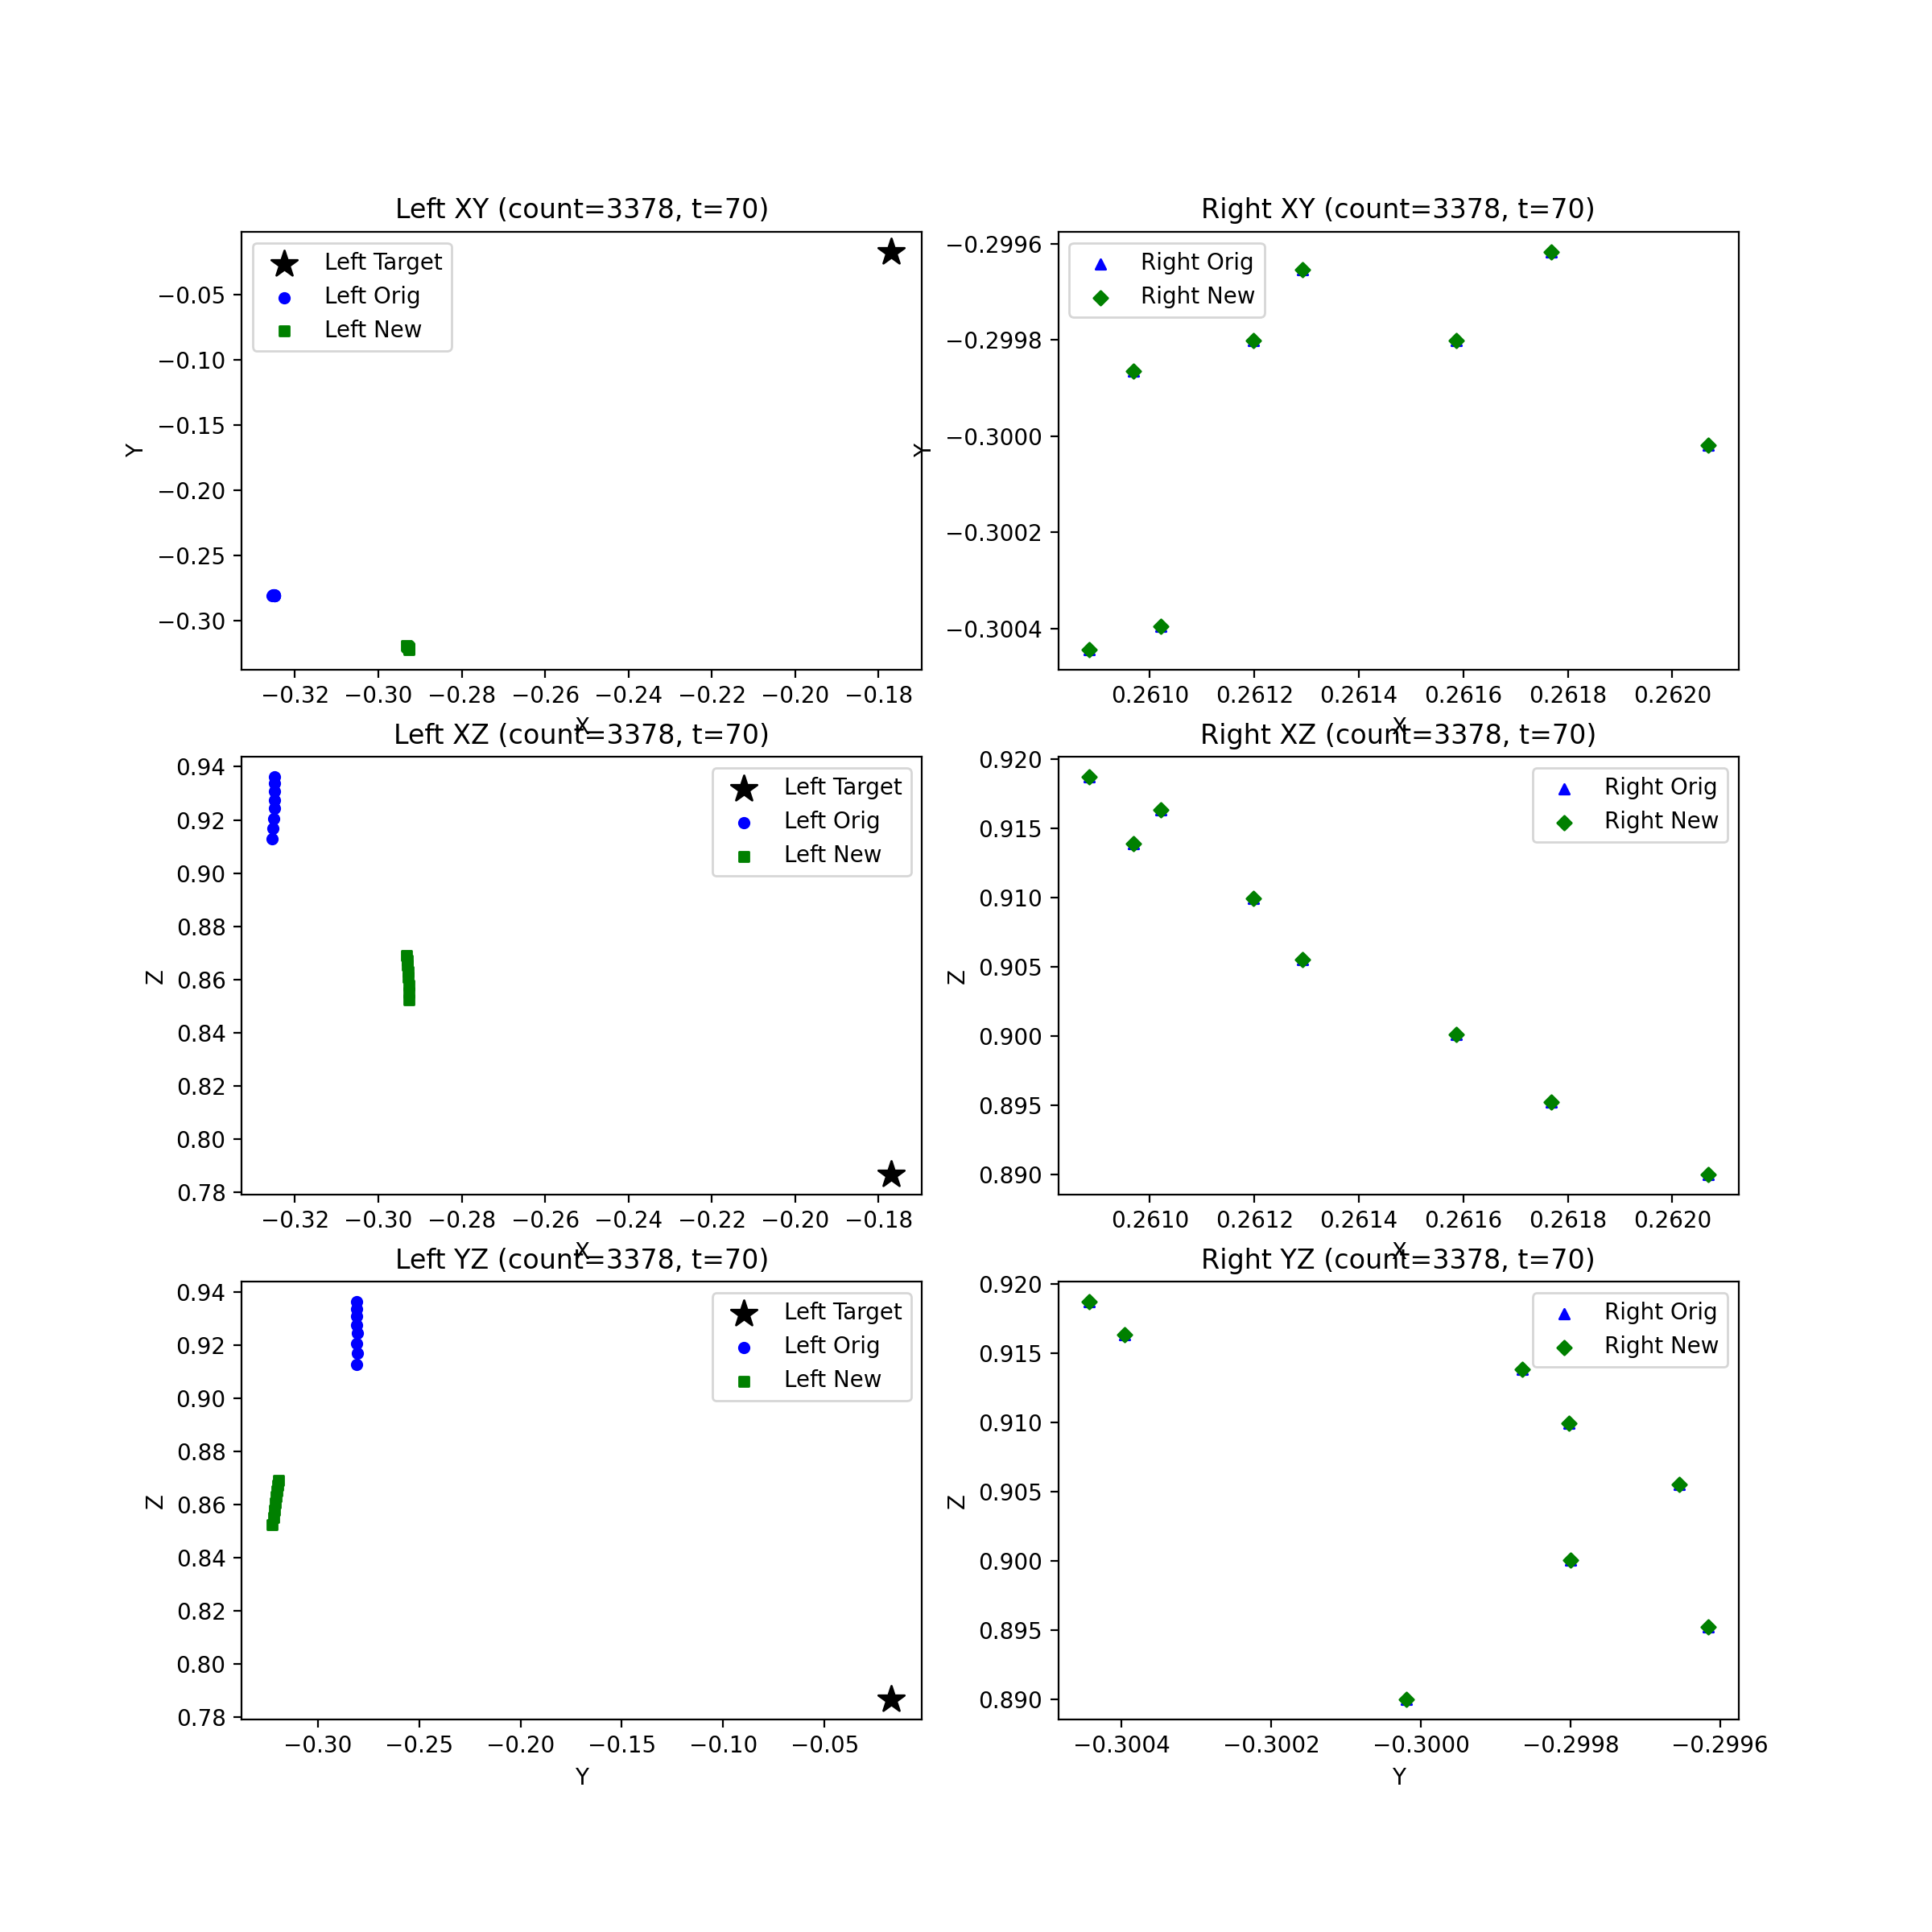 Left XY (count=3378, t=70)
Left Target
Left Orig
Left New
−0.05
−0.10
−0.15
−0.20
−0.25
−0.30
Y
−0.32
−0.30
−0.28
−0.26
−0.24
−0.22
−0.20
−0.18
X
Right XY (count=3378, t=70)
Right Orig
Right New
−0.2996
−0.2998
−0.3000
−0.3002
−0.3004
Y
0.2610
0.2612
0.2614
0.2616
0.2618
0.2620
X
Left XZ (count=3378, t=70)
Left Target
Left Orig
Left New
0.94
0.92
0.90
0.88
0.86
0.84
0.82
0.80
0.78
Z
−0.32
−0.30
−0.28
−0.26
−0.24
−0.22
−0.20
−0.18
X
Right XZ (count=3378, t=70)
Right Orig
Right New
0.920
0.915
0.910
0.905
0.900
0.895
0.890
Z
0.2610
0.2612
0.2614
0.2616
0.2618
0.2620
X
Left YZ (count=3378, t=70)
Left Target
Left Orig
Left New
0.94
0.92
0.90
0.88
0.86
0.84
0.82
0.80
0.78
Z
−0.30
−0.25
−0.20
−0.15
−0.10
−0.05
Y
Right YZ (count=3378, t=70)
Right Orig
Right New
0.920
0.915
0.910
0.905
0.900
0.895
0.890
Z
−0.3004
−0.3002
−0.3000
−0.2998
−0.2996
Y